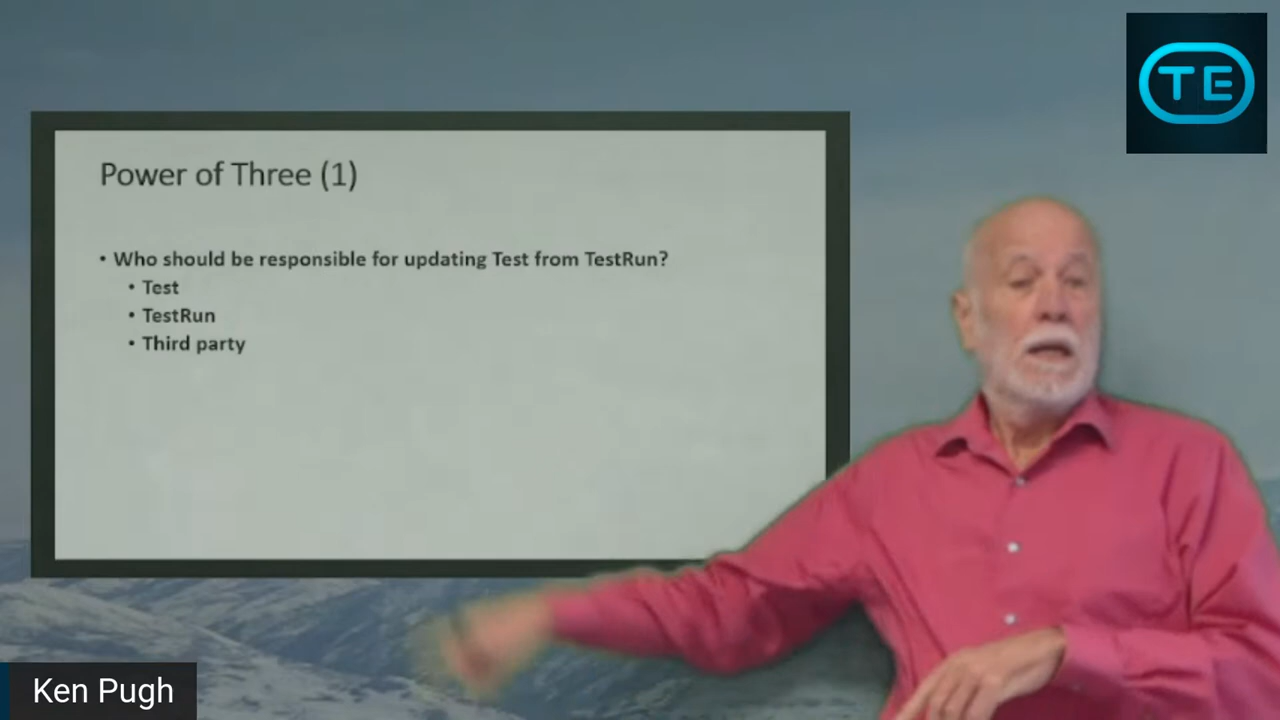 TE
Power of Three (1)
• Who should be responsible for updating Test from TestRun?
• Test
• TestRun
• Third party
Ken Pugh